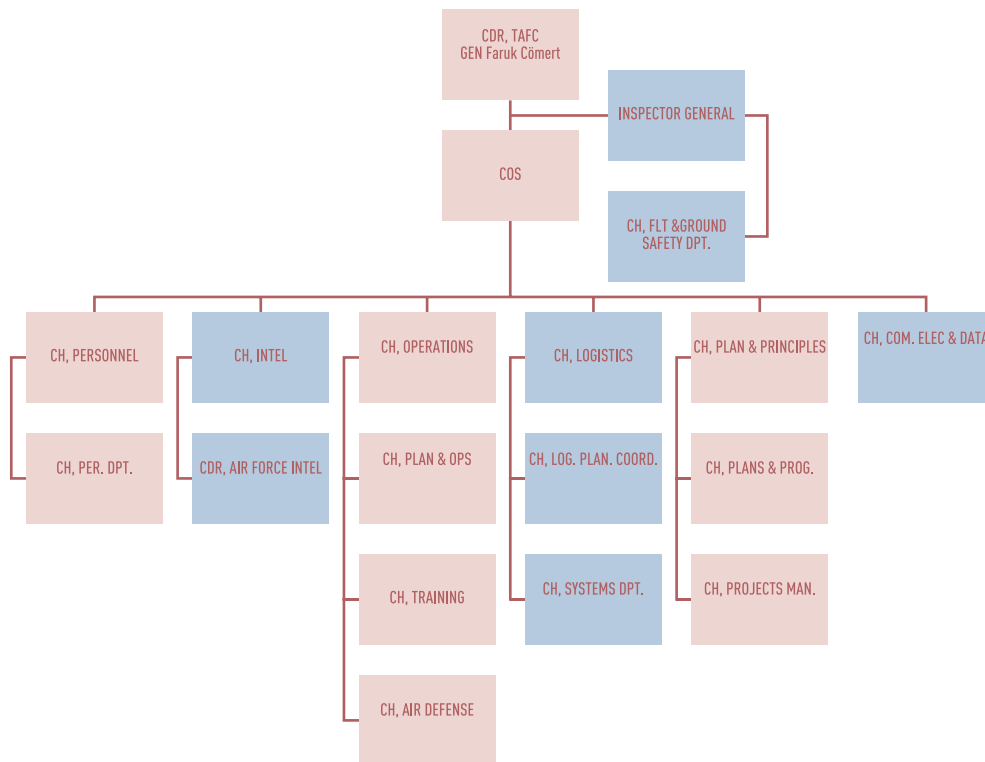 CDR, TAFC
GEN Faruk Cömert
INSPECTOR GENERAL
COS
CH, FLT &GROUND
SAFETY DPT.
CH, PERSONNEL
CH, INTEL
CH, OPERATIONS
CH, LOGISTICS
CH, PLAN & PRINCIPLES
CH, COM. ELEC & DATA
CH, PER. DPT.
CDR, AIR FORCE INTEL
CH, PLAN & OPS
CH, LOG. PLAN. COORD.
CH, PLANS & PROG.
CH, TRAINING
CH, SYSTEMS DPT.
CH, PROJECTS MAN.
CH, AIR DEFENSE